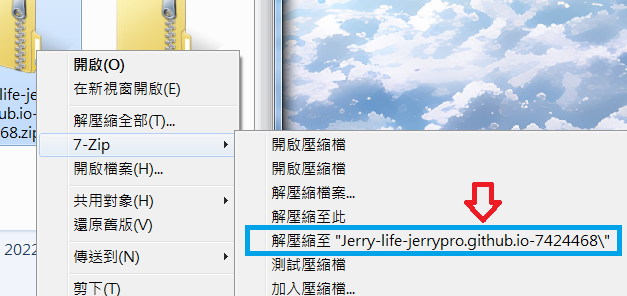 life-je
ub.io-
68.zip
2022
開啟(O)
在新視窗開啟(E)
解壓縮全部(T)...
7-Zip
開啟檔案(H)...
共用對象(H)
還原舊版(V)
傳送到(N)
剪下(T)
開啟壓縮檔
開啟壓縮檔
解壓縮檔案...
解壓縮至此
解壓縮至 "Jerry-life-jerrypro.github.io-7424468\"
測試壓縮檔
加入壓縮檔...